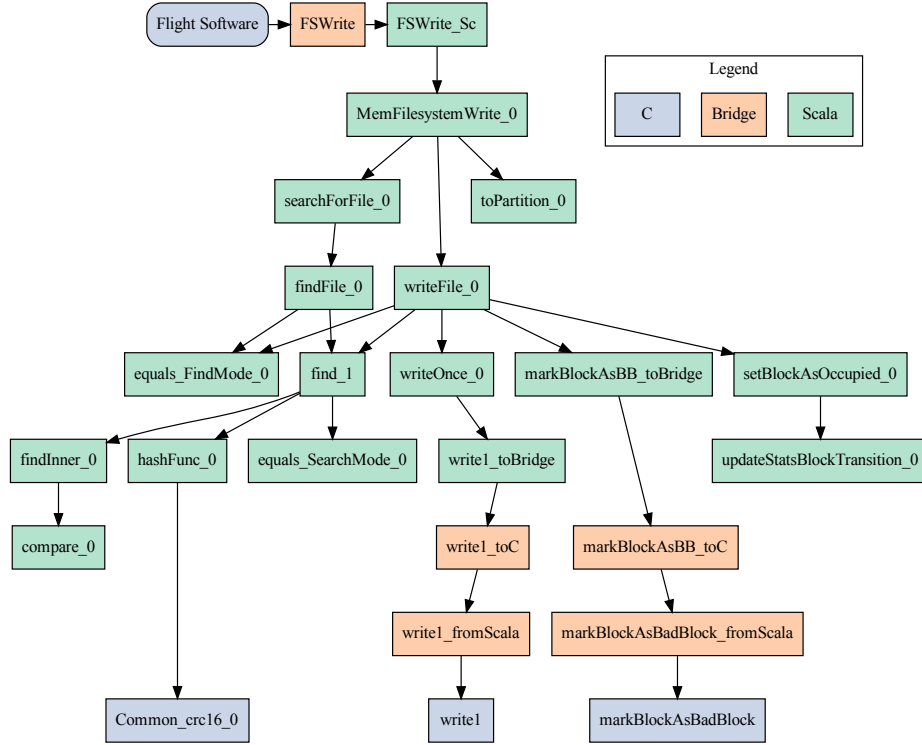 Flight Software
FSWrite
FSWrite_Sc
Legend
C
Bridge
Scala
MemFilesystemWrite_0
searchForFile_0
toPartition_0
findFile_0
writeFile_0
equals_FindMode_0
find_1
writeOnce_0
markBlockAsBB_toBridge
setBlockAsOccupied_0
findInner_0
hashFunc_0
equals_SearchMode_0
write1_toBridge
updateStatsBlockTransition_0
compare_0
write1_toC
markBlockAsBB_toC
write1_fromScala
markBlockAsBadBlock_fromScala
Common_crc16_0
write1
markBlockAsBadBlock